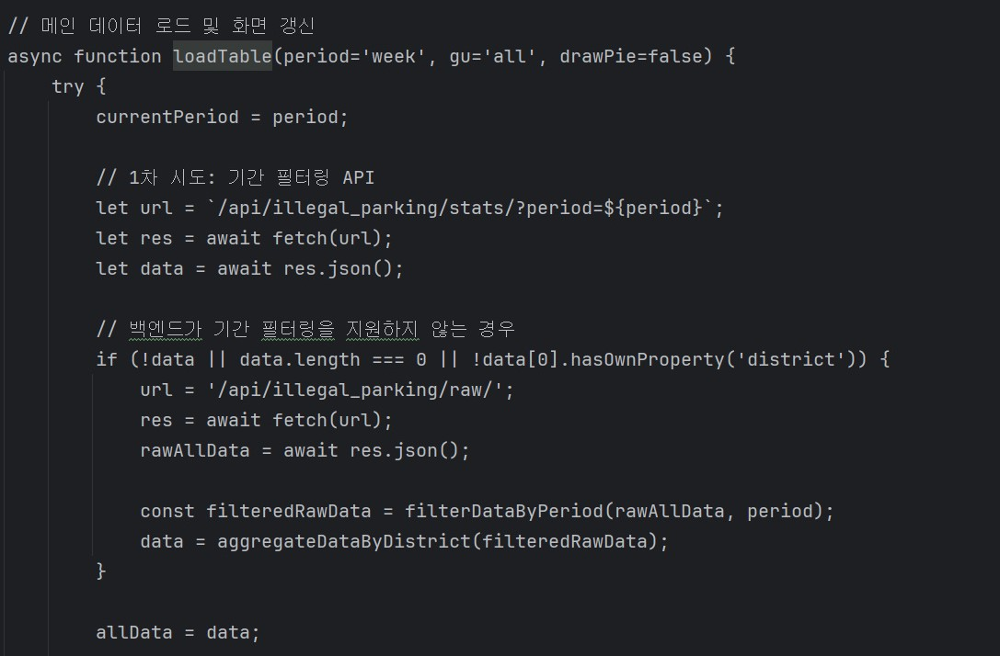 // 메인 데이터 로드 및 화면 갱신
async function loadTable(period='week', gu='all', drawPie=false) {
try {
currentPeriod = period;
// 1차 시도: 기간 필터링 API
let url = `/api/illegal_parking/stats/?period=${period}`;
let res = await fetch(url);
let data = await res.json();
// 백엔드가 기간 필터링을 지원하지 않는 경우
if (!data || data.length === 0 || !data[0].hasOwnProperty('district')) {
url = '/api/illegal_parking/raw/';
res = await fetch(url);
rawAllData = await res.json();
const filteredRawData = filterDataByPeriod(rawAllData, period);
data = aggregateDataByDistrict(filteredRawData);
}
allData = data;